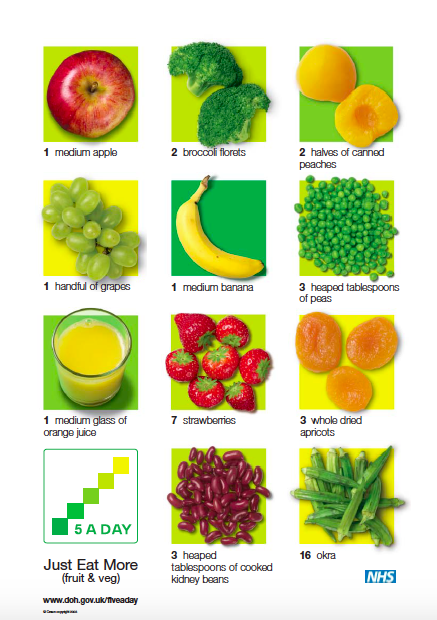 1 medium apple
2 broccoli florets
2 halves of canned
peaches
1 handful of grapes
1 medium banana
3 heaped tablespoons
of peas
1 medium glass of
orange juice
7 strawberries
3 whole dried
apricots
5 A DAY
Just Eat More
(fruit & veg)
www.doh.gov.uk/fiveaday
© Crown copyright
3 heaped
tablespoons of cooked
kidney beans
16 okra
NHS